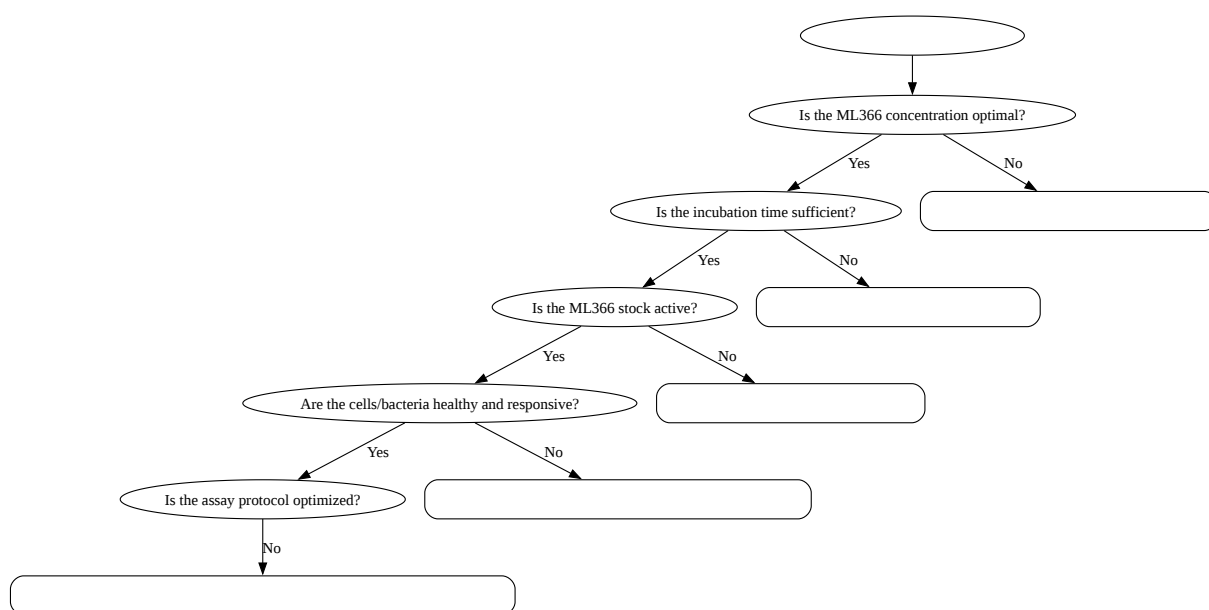 Is the ML366 concentration optimal?
Yes
No
Is the incubation time sufficient?
Yes
No
Is the ML366 stock active?
Yes
No
Are the cells/bacteria healthy and responsive?
Yes
No
Is the assay protocol optimized?
No